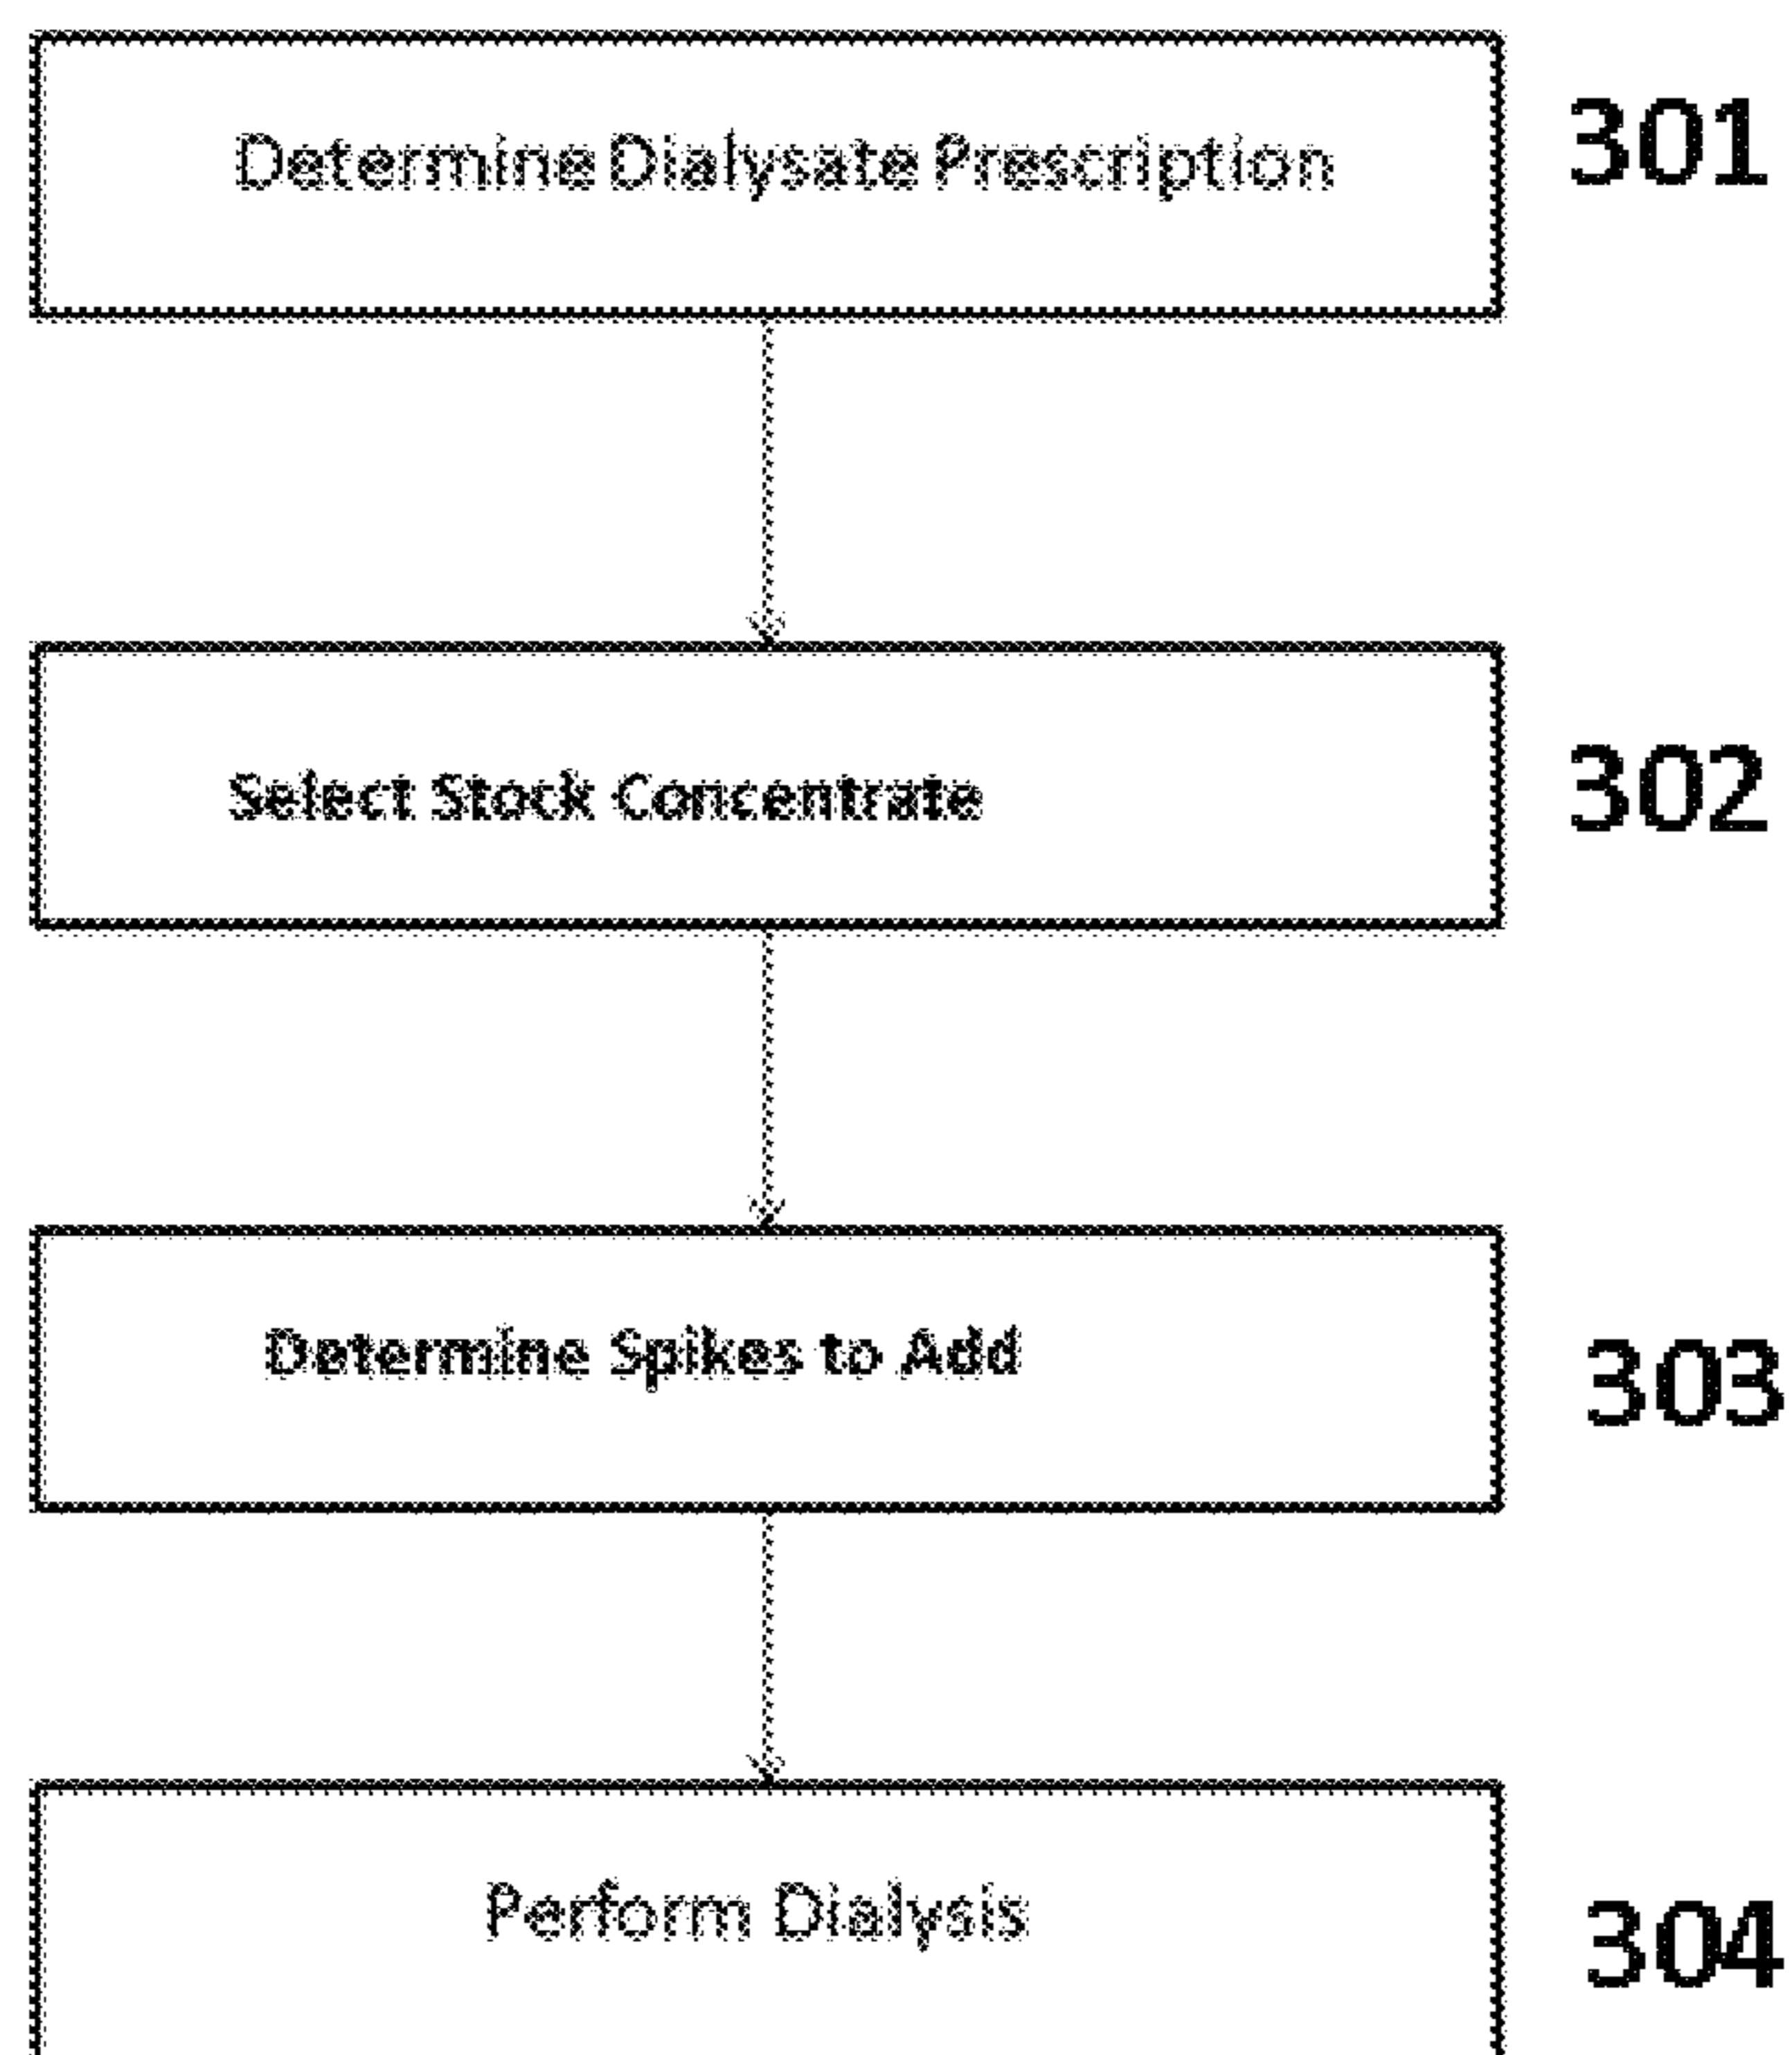 Determine Dialysate Prescription
301
Select Stock Concentrate
302
Determine Spikes to Add
303
Perform Dialysis
304